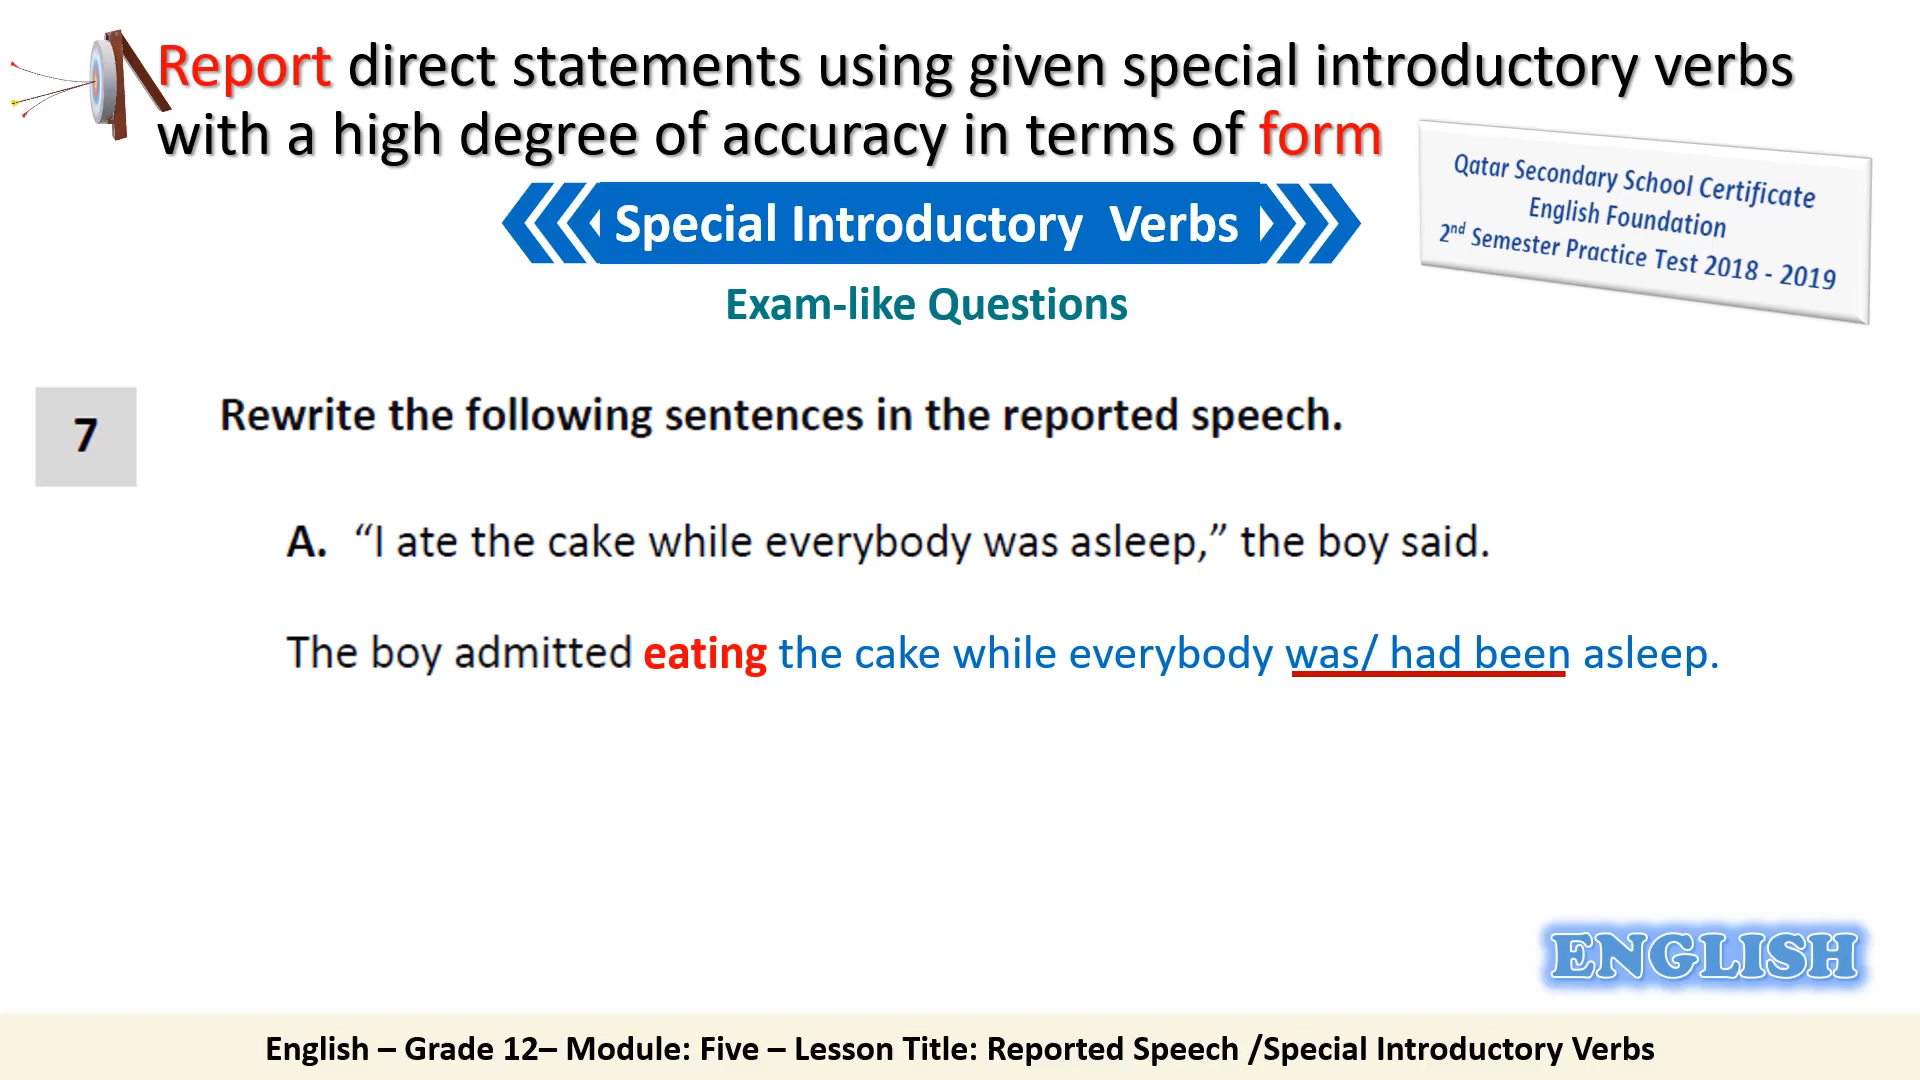 Report direct statements using given special introductory verbs
with a high degree of accuracy in terms of form
Qatar Secondary School Certificate
English Foundation
2nd Semester Practice Test 2018 - 2019
Special Introductory Verbs
Exam-like Questions
7
Rewrite the following sentences in the reported speech.
A. “I ate the cake while everybody was asleep,” the boy said.
The boy admitted eating the cake while everybody was/ had been asleep.
ENGLISH
English – Grade 12– Module: Five – Lesson Title: Reported Speech /Special Introductory Verbs